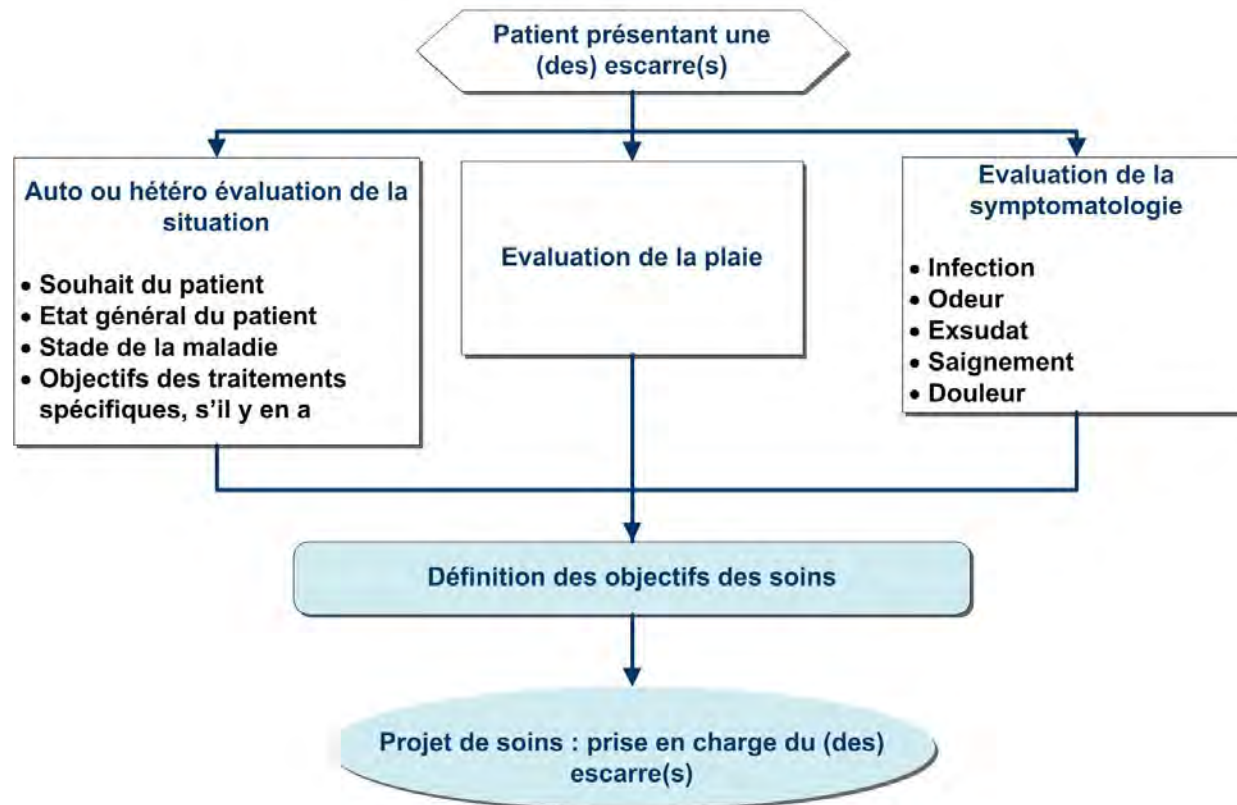 Patient présentant une
(des) escarre(s)
Auto ou hétéro évaluation de la
situation
• Souhait du patient
• Etat général du patient
• Stade de la maladie
• Objectifs des traitements
spécifiques, s’il y en a
Evaluation de la plaie
Evaluation de la
symptomatologie
• Infection
• Odeur
• Exsudat
• Saignement
• Douleur
Définition des objectifs des soins
Projet de soins : prise en charge du (des)
escarre(s)